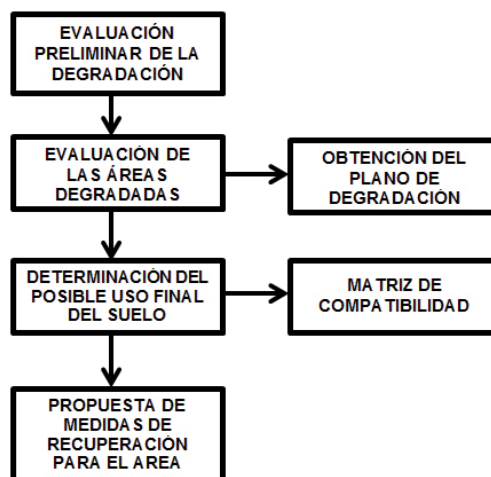 EVALUACIÓN
PRELIMINAR DE LA
DEGRADACIÓN
EVALUACIÓN DE
LAS ÁREAS
DEGRADADAS
OBTENCIÓN DEL
PLANO DE
DEGRADACIÓN
DETERMINACIÓN DEL
POSIBLE USO FINAL
DEL SUELO
MATRIZ DE
COMPATIBILIDAD
PROPUESTA DE
MEDIDAS DE
RECUPERACIÓN
PARA EL AREA